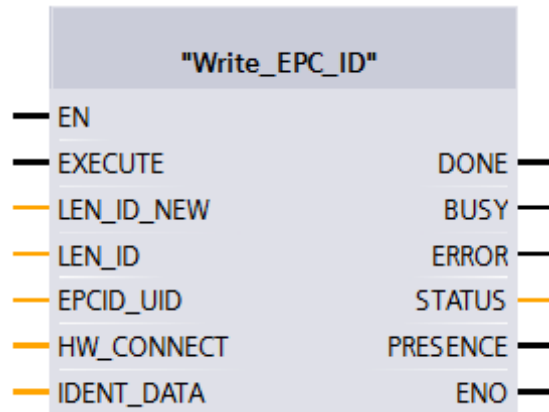 "Write_EPC_ID"
EN
EXECUTE DONE
LEN_ID_NEW BUSY
LEN_ID ERROR
EPCID_UID STATUS
HW_CONNECT PRESENCE
IDENT_DATA ENO